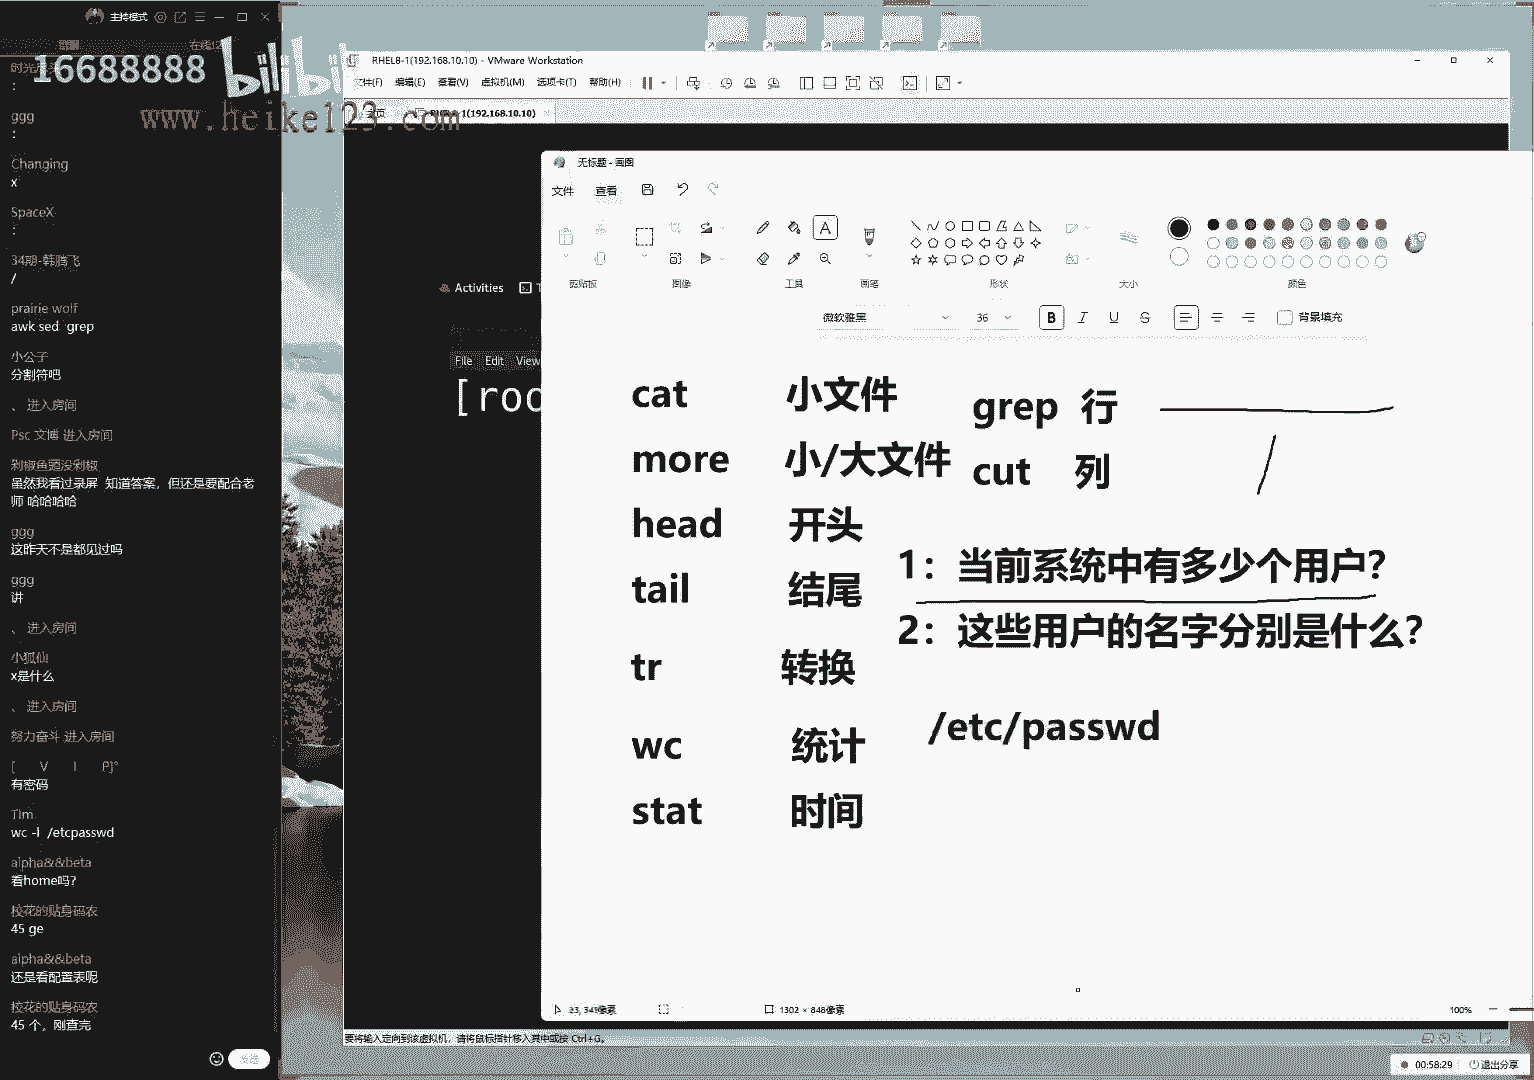 主持模式
16688888
bilibili
www.heike123.com
ggg
:
Changing
x
SpaceX
:
34期-韩腾飞
/
prairie wolf
awk sed  grep
小公子
分割符吧
、 进入房间
Psc 文博 进入房间
剁椒鱼头没剁椒
虽然我看过录屏  知道答案，但还是要配合老
师 哈哈哈哈
ggg
这昨天不是都见过吗
ggg
讲
、 进入房间
小狐仙
x是什么
、 进入房间
努力奋斗 进入房间
[ V I P]°
有密码
Tim
wc -l  /etcpasswd
alpha&&beta
看home吗?
校花的贴身码农
45 ge
alpha&&beta
还是看配置表呢
校花的贴身码农
45 个，刚查完
发送
RHEL8-1(192.168.10.10) - VMware Workstation
文件(F) 编辑(E) 查看(V) 虚拟机(M) 选项卡(T) 帮助(H)
主页 RHEL8-1(192.168.10.10)
Activities
File Edit View
[roo
无标题 - 画图
文件 查看
剪贴板 图像 工具 画笔 形状 大小 颜色
微软雅黑 36 B I U S 背景填充
cat 小文件 grep 行
more 小/大文件 cut 列
head 开头
1：当前系统中有多少个用户？
tail 结尾
2：这些用户的名字分别是什么？
tr 转换
/etc/passwd
wc 统计
stat 时间
23, 341像素 1302 × 848像素 100%
要将输入定向到该虚拟机，请将鼠标指针移入其中或按 Ctrl+G。
00:58:29 退出分享